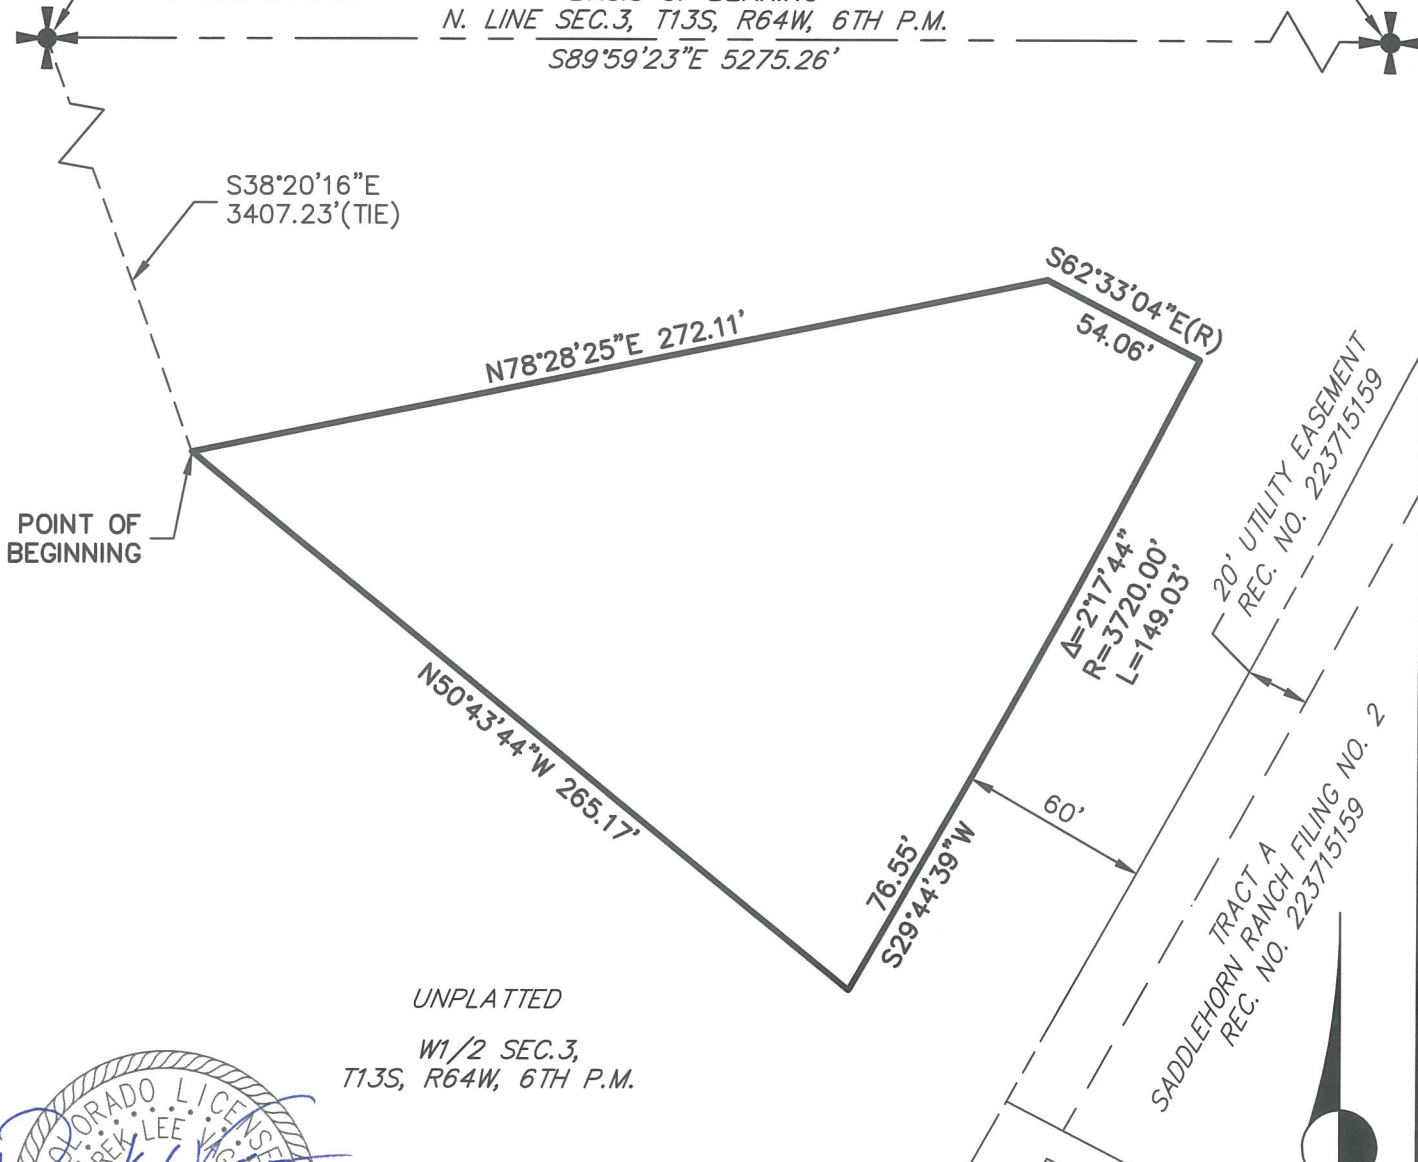 N. LINE SEC.3, T13S, R64W, 6TH P.M.
S89°59'23"E 5275.26'
S38°20'16"E
3407.23'(TIE)
S62°33'04"E(R)
54.06'
N78°28'25"E 272.11'
20' UTILITY EASEMENT
REC. NO. 223715159
POINT OF
BEGINNING
Δ=2°17'44"
R=3720.00'
L=149.03'
N50°43'44"W 265.17'
60'
76.55'
S29°44'39"W
TRACT A
SADDLEHORN RANCH FILING NO. 2
REC. NO. 223715159
UNPLATTED
W1/2 SEC.3,
T13S, R64W, 6TH P.M.
LEE